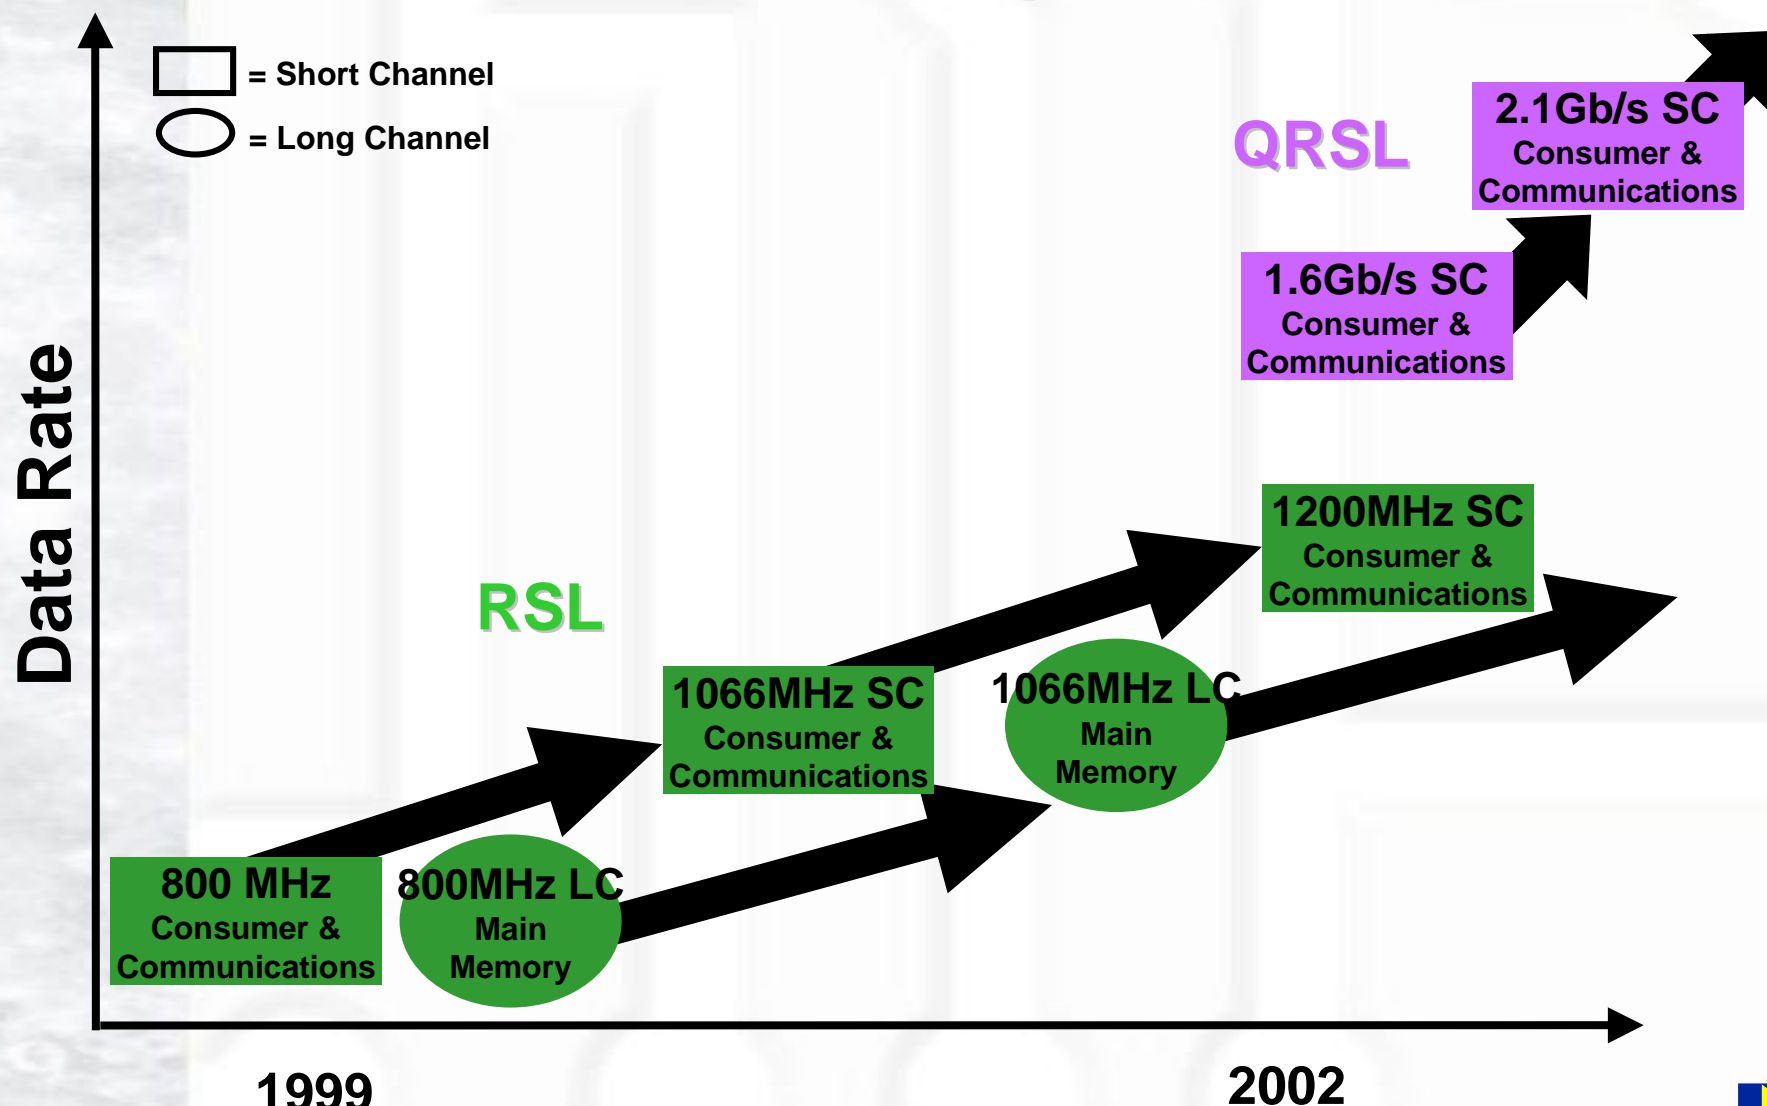 = Short Channel
= Long Channel
QRSL
2.1Gb/s SC
Consumer &
Communications
1.6Gb/s SC
Consumer &
Communications
Data Rate
1200MHz SC
Consumer &
Communications
RSL
1066MHz SC
Consumer &
Communications
1066MHz LC
Main
Memory
800 MHz
Consumer &
Communications
800MHz LC
Main
Memory
1999
2002